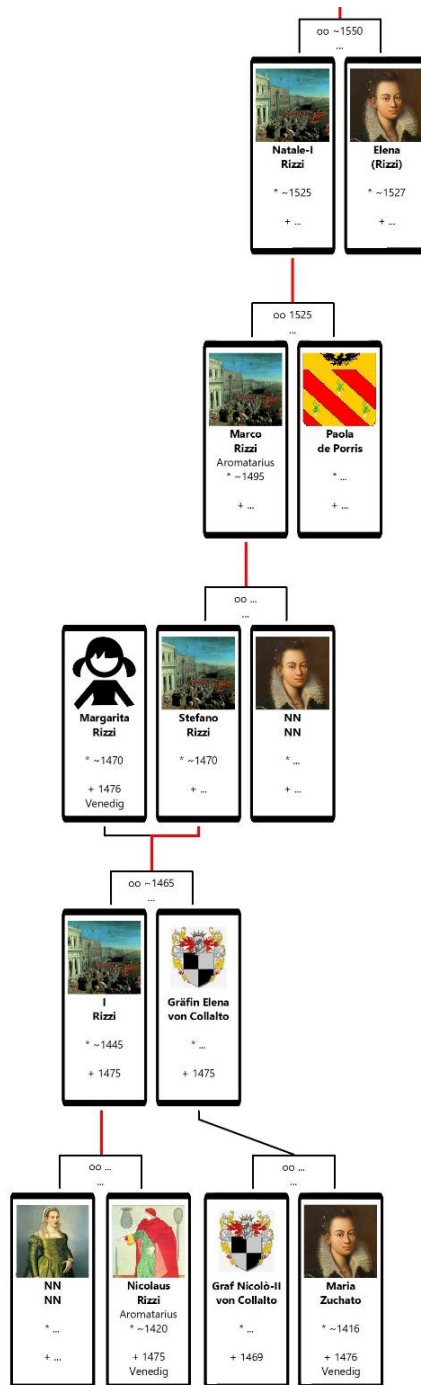 oo ~1550
...
Natale-I
Rizzi
* ~1525
+ ...
Elena
(Rizzi)
* ~1527
+ ...
oo 1525
...
Marco
Rizzi
Aromatarius
* ~1495
+ ...
Paola
de Porris
* ...
+ ...
oo ...
...
Margarita
Rizzi
* ~1470
+ 1476
Venedig
Stefano
Rizzi
* ~1470
+ ...
NN
NN
* ...
+ ...
oo ~1465
...
I
Rizzi
* ~1445
+ 1475
Gräfin Elena
von Collalto
* ...
+ 1475
oo ...
...
NN
NN
* ...
+ ...
Nicolaus
Rizzi
Aromatarius
* ~1420
+ 1475
Venedig
oo ...
...
Graf Nicolò-II
von Collalto
* ...
+ 1469
Maria
Zuchato
* ~1416
+ 1476
Venedig